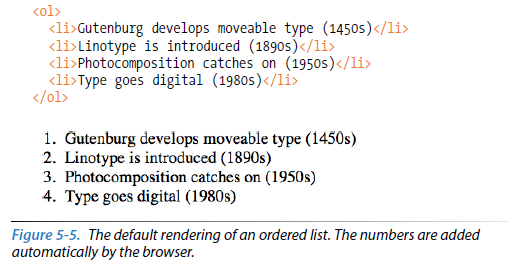 <ol>
<li>Gutenburg develops moveable type (1450s)</li>
<li>Linotype is introduced (1890s)</li>
<li>Photocomposition catches on (1950s)</li>
<li>Type goes digital (1980s)</li>
</ol>
1. Gutenburg develops moveable type (1450s)
2. Linotype is introduced (1890s)
3. Photocomposition catches on (1950s)
4. Type goes digital (1980s)
Figure 5-5. The default rendering of an ordered list. The numbers are added
automatically by the browser.